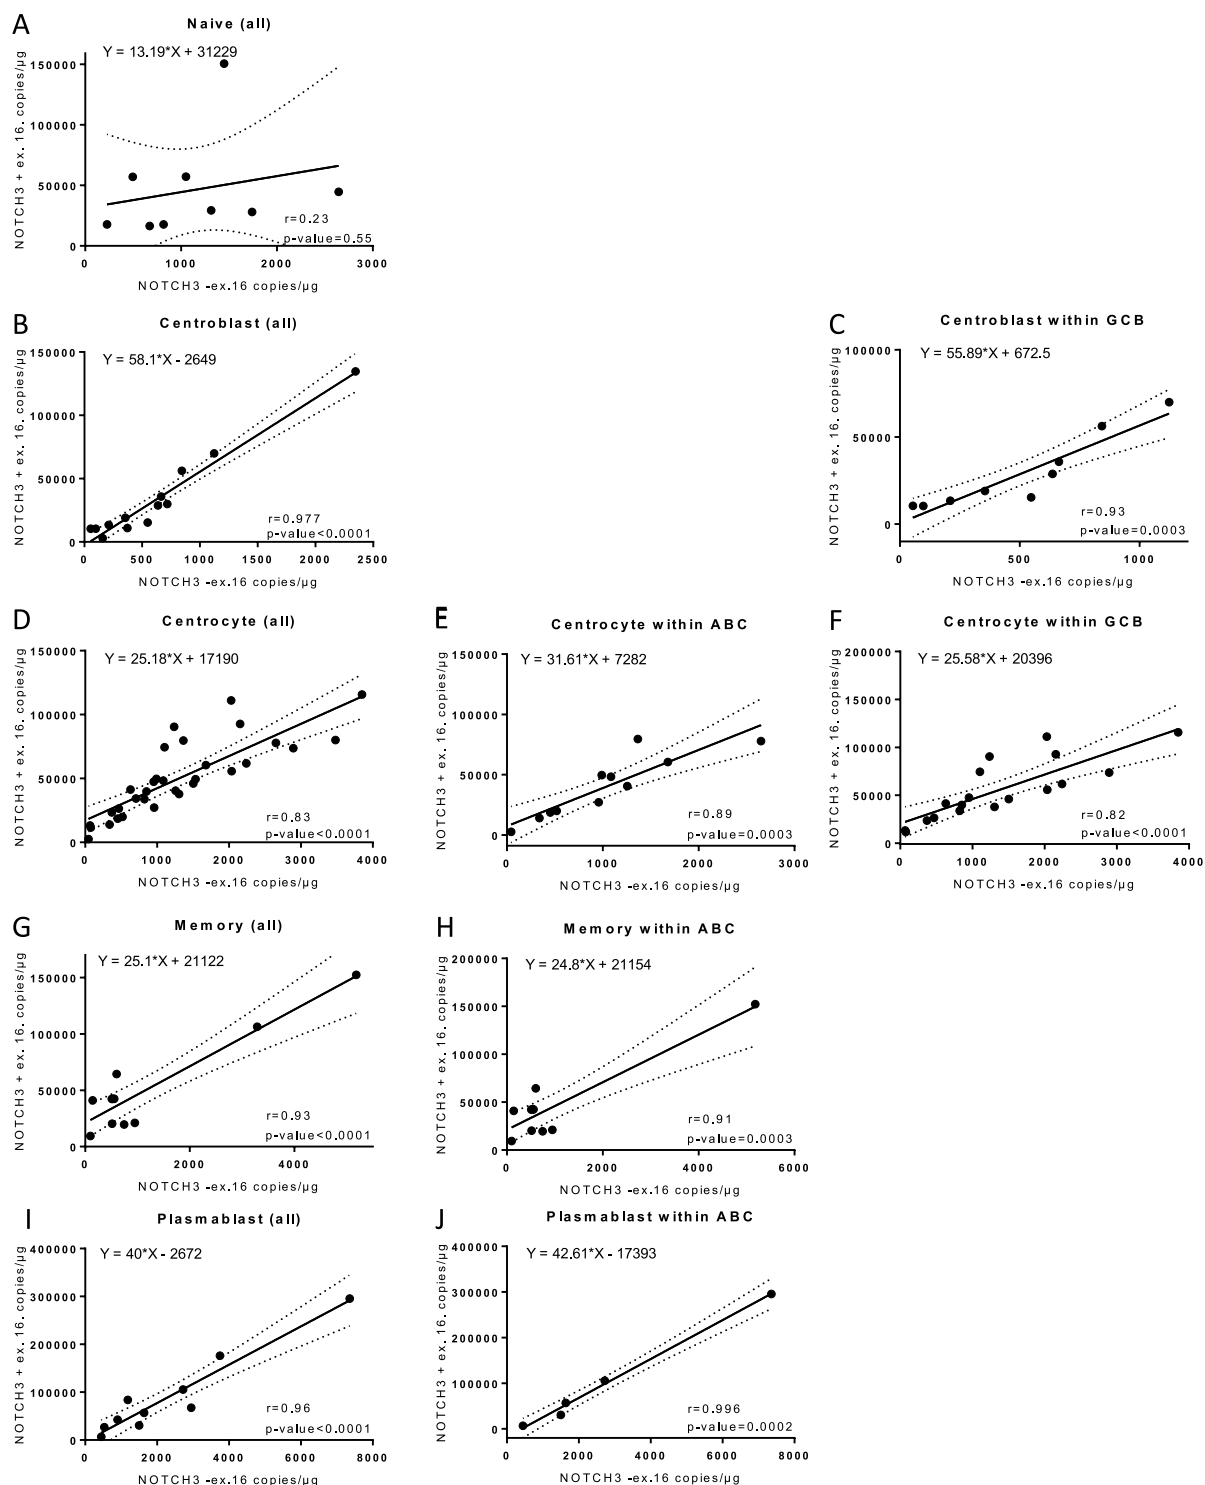 A
Naive (all)
Y = 13.19*X + 31229
NOTCH3 + ex. 16. copies/µg
150000
100000
50000
0
r=0.23
p-value=0.55
0 1000 2000 3000
NOTCH3 -ex.16 copies/µg
B
Centroblast (all)
Y = 58.1*X - 2649
NOTCH3 + ex. 16. copies/µg
150000
100000
50000
0
r=0.977
p-value<0.0001
0 500 1000 1500 2000 2500
NOTCH3 -ex.16 copies/µg
C
Centroblast within GCB
Y = 55.89*X + 672.5
NOTCH3 + ex. 16. copies/µg
100000
50000
0
r=0.93
p-value=0.0003
0 500 1000
NOTCH3 -ex.16 copies/µg
D
Centrocyte (all)
Y = 25.18*X + 17190
NOTCH3 + ex. 16. copies/µg
150000
100000
50000
0
r=0.83
p-value<0.0001
0 1000 2000 3000 4000
NOTCH3 -ex.16 copies/µg
E
Centrocyte within ABC
Y = 31.61*X + 7282
NOTCH3 + ex. 16. copies/µg
150000
100000
50000
0
r=0.89
p-value=0.0003
0 1000 2000 3000
NOTCH3 -ex.16 copies/µg
F
Centrocyte within GCB
Y = 25.58*X + 20396
NOTCH3 + ex. 16. copies/µg
200000
150000
100000
50000
0
r=0.82
p-value<0.0001
0 1000 2000 3000 4000
NOTCH3 -ex.16 copies/µg
G
Memory (all)
Y = 25.1*X + 21122
NOTCH3 + ex. 16. copies/µg
150000
100000
50000
0
r=0.93
p-value<0.0001
0 2000 4000
NOTCH3 -ex.16 copies/µg
H
Memory within ABC
Y = 24.8*X + 21154
NOTCH3 + ex. 16. copies/µg
200000
150000
100000
50000
0
r=0.91
p-value=0.0003
0 2000 4000 6000
NOTCH3 -ex.16 copies/µg
I
Plasmablast (all)
Y = 40*X - 2672
NOTCH3 + ex. 16. copies/µg
400000
300000
200000
100000
0
r=0.96
p-value<0.0001
0 2000 4000 6000 8000
NOTCH3 -ex.16 copies/µg
J
Plasmablast within ABC
Y = 42.61*X - 17393
NOTCH3 + ex. 16. copies/µg
400000
300000
200000
100000
0
r=0.996
p-value=0.0002
0 2000 4000 6000 8000
NOTCH3 -ex.16 copies/µg